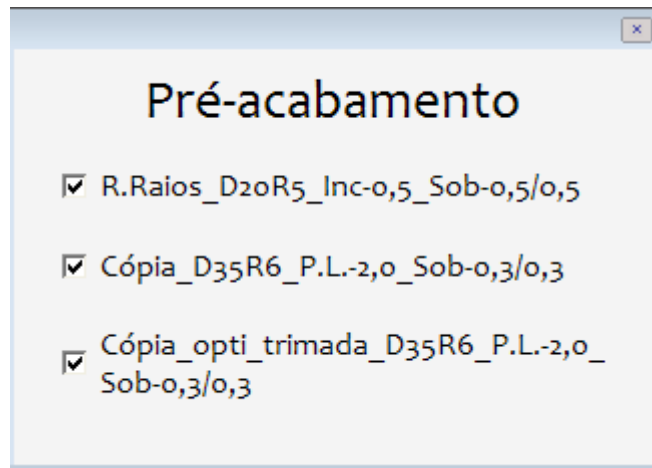 Pré-acabamento
R.Raios_D20R5_Inc-0,5_Sob-0,5/0,5
Cópia_D35R6_P.L.-2,0_Sob-0,3/0,3
Cópia_opti_trimada_D35R6_P.L.-2,0_
Sob-0,3/0,3